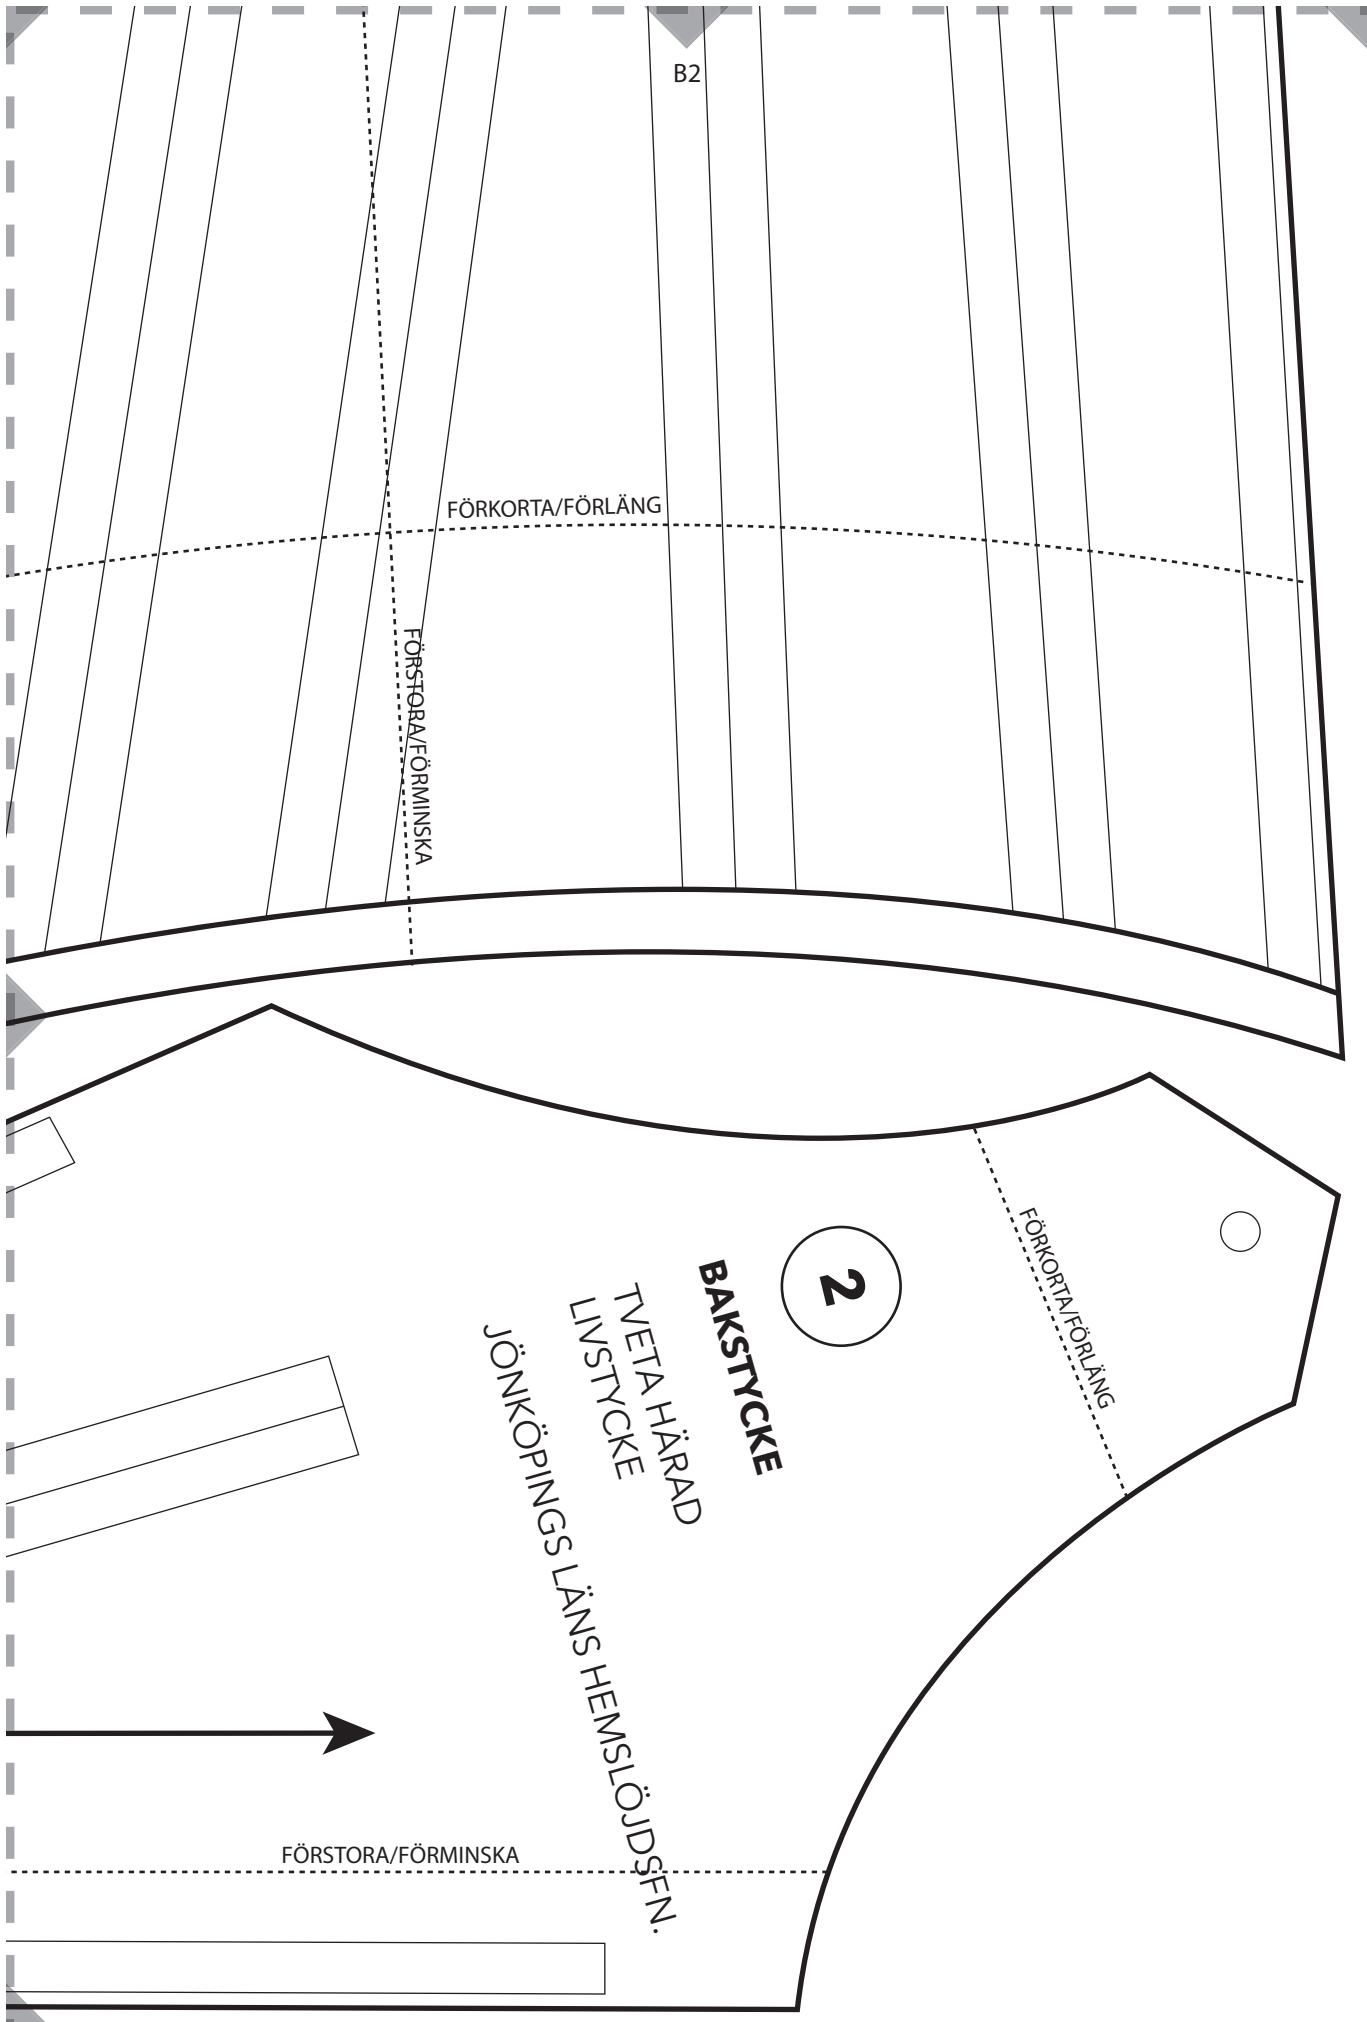 B2
FÖRKORTA/FÖRLÄNG
FÖRSTORA/FÖRMINSKA
2
BAKSTYCKE
TVETA HÄRAD
LIVSTYCKE
JÖNKÖPINGS LÄNS HEMSLÖJDSFN.
FÖRKORTA/FÖRLÄNG
FÖRSTORA/FÖRMINSKA